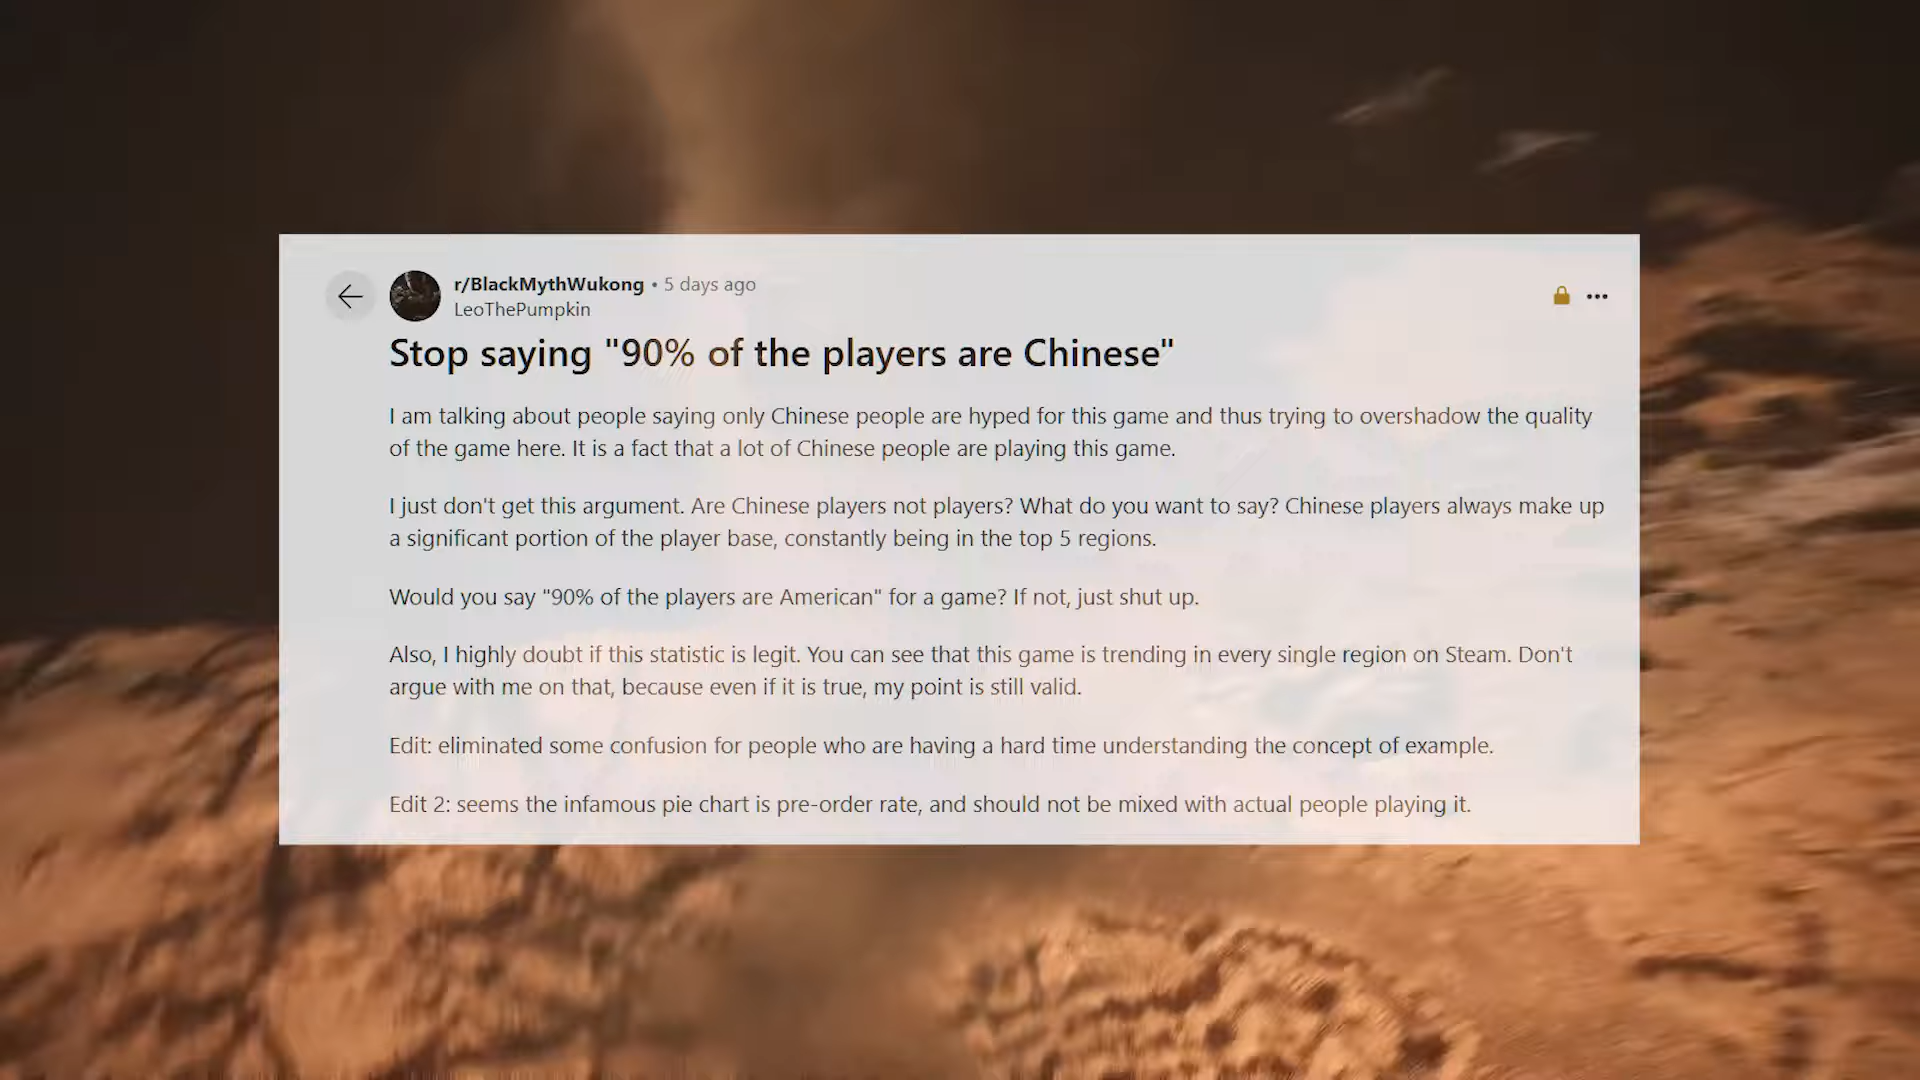 r/BlackMythWukong • 5 days ago
LeoThePumpkin
Stop saying "90% of the players are Chinese"
I am talking about people saying only Chinese people are hyped for this game and thus trying to overshadow the quality
of the game here. It is a fact that a lot of Chinese people are playing this game.
I just don't get this argument. Are Chinese players not players? What do you want to say? Chinese players always make up
a significant portion of the player base, constantly being in the top 5 regions.
Would you say "90% of the players are American" for a game? If not, just shut up.
Also, I highly doubt if this statistic is legit. You can see that this game is trending in every single region on Steam. Don't
argue with me on that, because even if it is true, my point is still valid.
Edit: eliminated some confusion for people who are having a hard time understanding the concept of example.
Edit 2: seems the infamous pie chart is pre-order rate, and should not be mixed with actual people playing it.